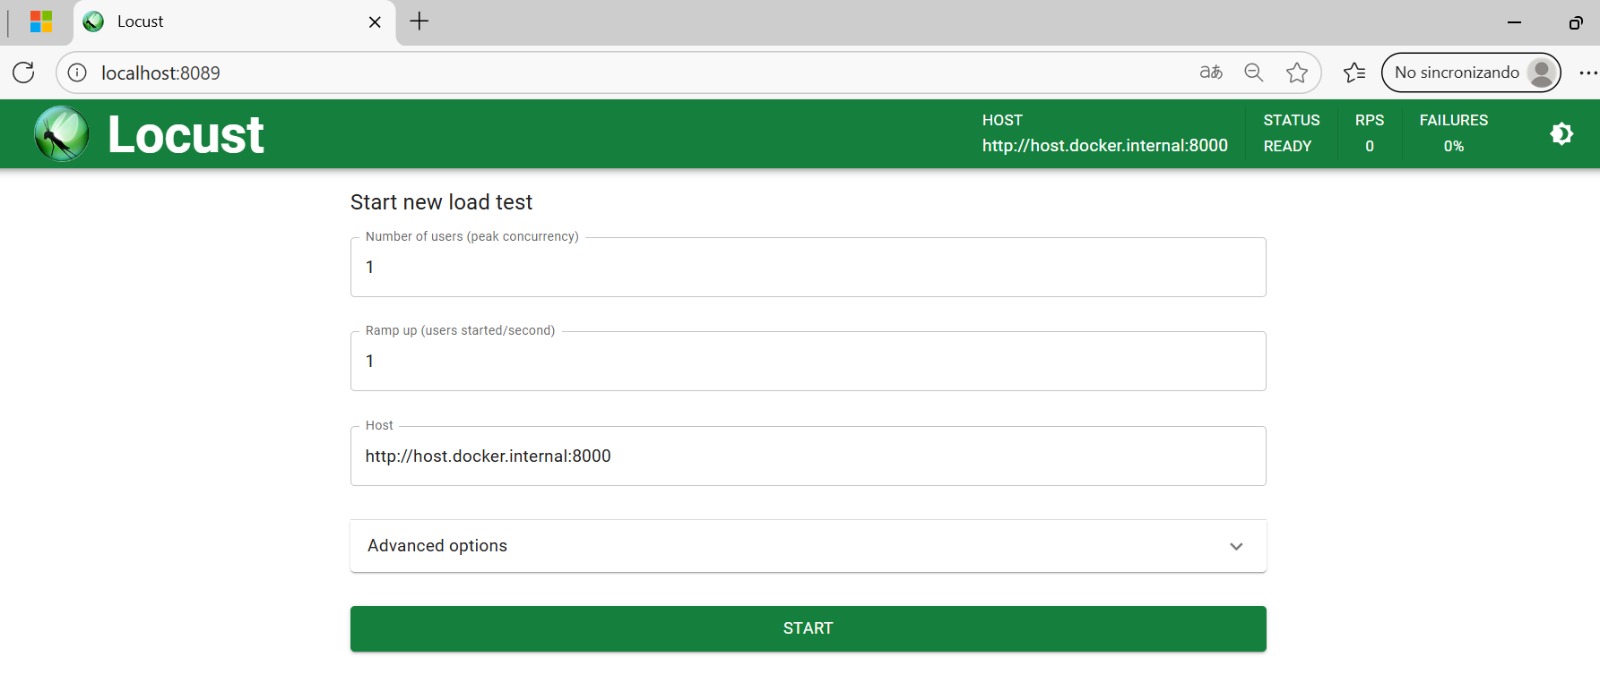 Locust
localhost:8089
aあ
No sincronizando
Locust
HOST
http://host.docker.internal:8000
STATUS
READY
RPS
0
FAILURES
0%
Start new load test
Number of users (peak concurrency)
1
Ramp up (users started/second)
1
Host
http://host.docker.internal:8000
Advanced options
START